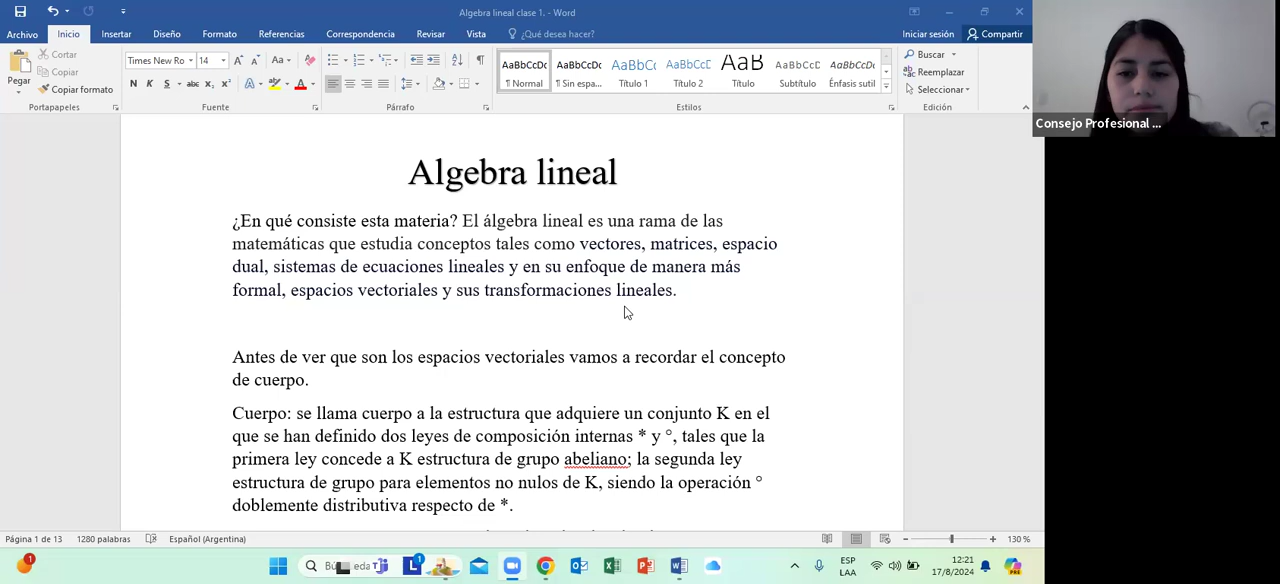 Algebra lineal clase 1. - Word
Archivo Inicio Insertar Diseño Formato Referencias Correspondencia Revisar Vista ¿Qué desea hacer? Iniciar sesión Compartir
Pegar
Cortar
Copiar
Copiar formato
Portapapeles
Times New Ro 14
N K S abc x₂ x²
Fuente
Párrafo
AaBbCcDc AaBbCcDc AaBbCc AaBbCcD AaB AaBbCcD AaBbCcDc
¶ Normal ¶ Sin espa... Título 1 Título 2 Título Subtítulo Énfasis sutil
Estilos
Buscar
Reemplazar
Seleccionar
Edición
Consejo Profesional ...
Algebra lineal
¿En qué consiste esta materia? El álgebra lineal es una rama de las
matemáticas que estudia conceptos tales como vectores, matrices, espacio
dual, sistemas de ecuaciones lineales y en su enfoque de manera más
formal, espacios vectoriales y sus transformaciones lineales.
Antes de ver que son los espacios vectoriales vamos a recordar el concepto
de cuerpo.
Cuerpo: se llama cuerpo a la estructura que adquiere un conjunto K en el
que se han definido dos leyes de composición internas * y °, tales que la
primera ley concede a K estructura de grupo abeliano; la segunda ley
estructura de grupo para elementos no nulos de K, siendo la operación °
doblemente distributiva respecto de *.
Página 1 de 13 1280 palabras Español (Argentina) 130 %
ESP
LAA
12:21
17/8/2024